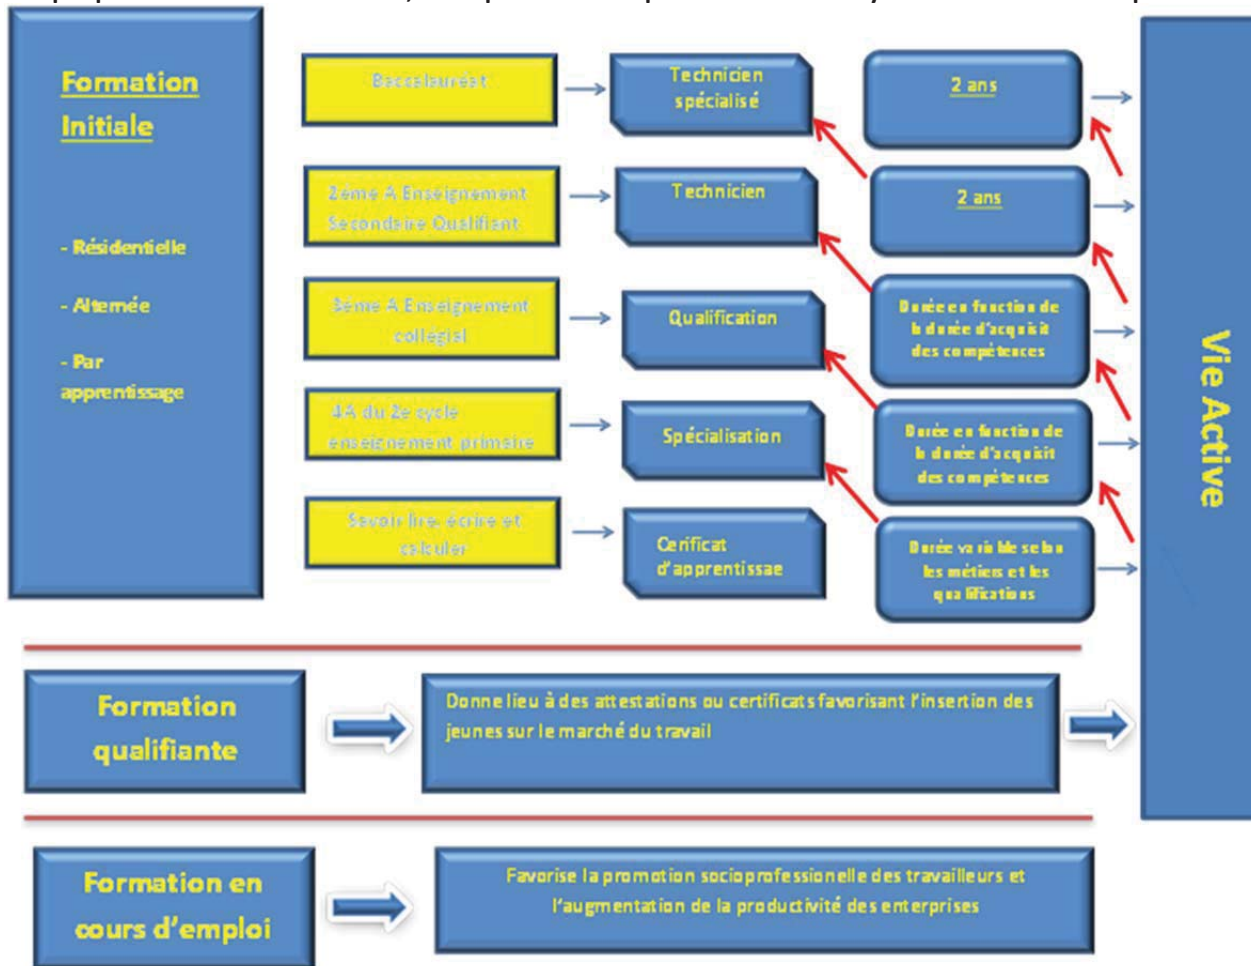 Formation
Initiale
- Résidentielle
- Alternée
- Par
apprentissage
Baccalauréat
Technicien
spécialisé
2 ans
2éme A Enseignement
Secondaire Qualifiant
Technicien
2 ans
3éme A Enseignement
collégial
Qualification
Durée en fonction de
la durée d'acquisit
des compétences
4A du 2e cycle
enseignement primaire
Spécialisation
Durée en fonction de
la durée d'acquisit
des compétences
Savoir lire, écrire et
calculer
Cerificat
d'apprentissae
Durée variable selon
les métiers et les
qualifications
Vie Active
Formation
qualifiante
Donne lieu à des attestations ou certificats favorisant l'insertion des
jeunes sur le marché du travail
Formation en
cours d'emploi
Favorise la promotion socioprofessionelle des travailleurs et
l'augmentation de la productivité des enterprises